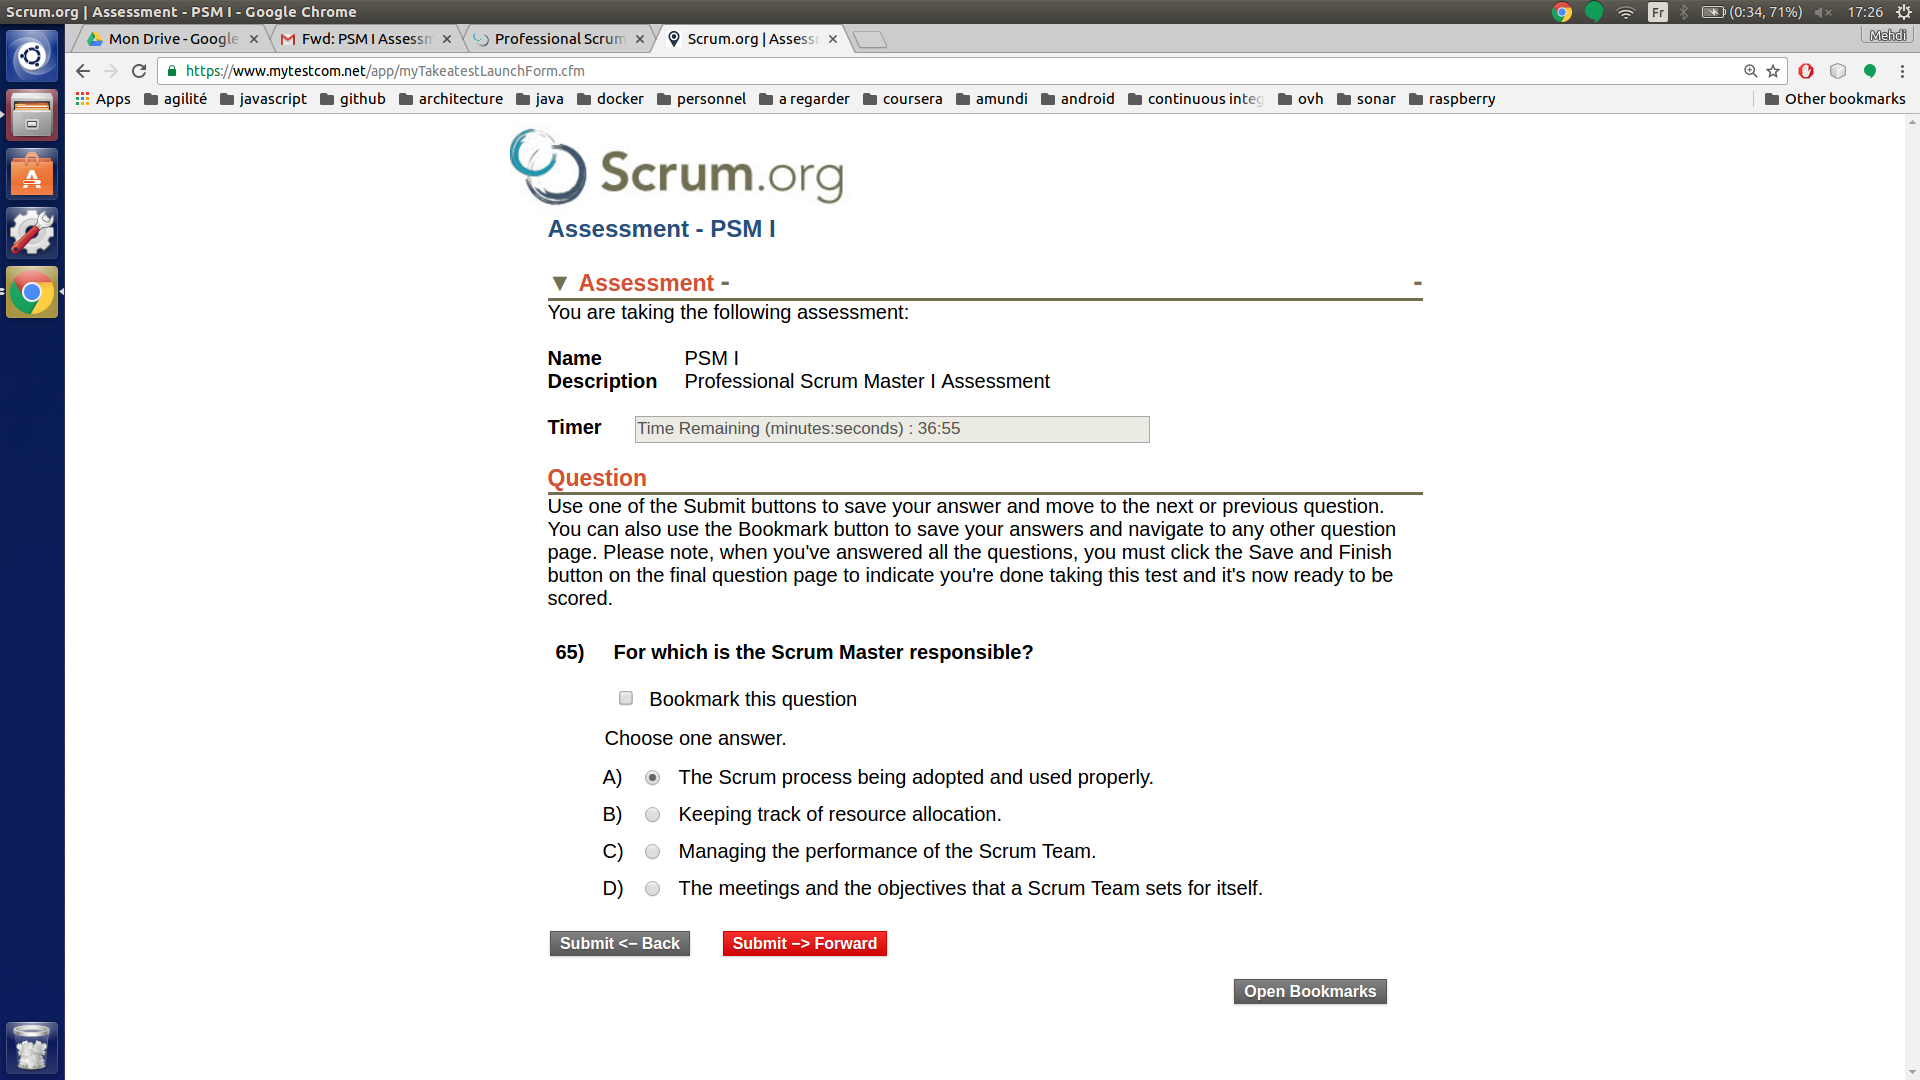 Scrum.org | Assessment - PSM I - Google Chrome
Fr
(0:34, 71%)
17:26
Mon Drive - Google
Fwd: PSM I Assessm
Professional Scrum
Scrum.org | Assess
Mehdi
https://www.mytestcom.net/app/myTakeatestLaunchForm.cfm
Apps
agilité
javascript
github
architecture
java
docker
personnel
a regarder
coursera
amundi
android
continuous integ
ovh
sonar
raspberry
Other bookmarks
Scrum.org
Assessment - PSM I
▼ Assessment -
-
You are taking the following assessment:
Name PSM I
Description Professional Scrum Master I Assessment
Timer Time Remaining (minutes:seconds) : 36:55
Question
Use one of the Submit buttons to save your answer and move to the next or previous question.
You can also use the Bookmark button to save your answers and navigate to any other question
page. Please note, when you've answered all the questions, you must click the Save and Finish
button on the final question page to indicate you're done taking this test and it's now ready to be
scored.
65) For which is the Scrum Master responsible?
Bookmark this question
Choose one answer.
A) The Scrum process being adopted and used properly.
B) Keeping track of resource allocation.
C) Managing the performance of the Scrum Team.
D) The meetings and the objectives that a Scrum Team sets for itself.
Submit <− Back
Submit −> Forward
Open Bookmarks